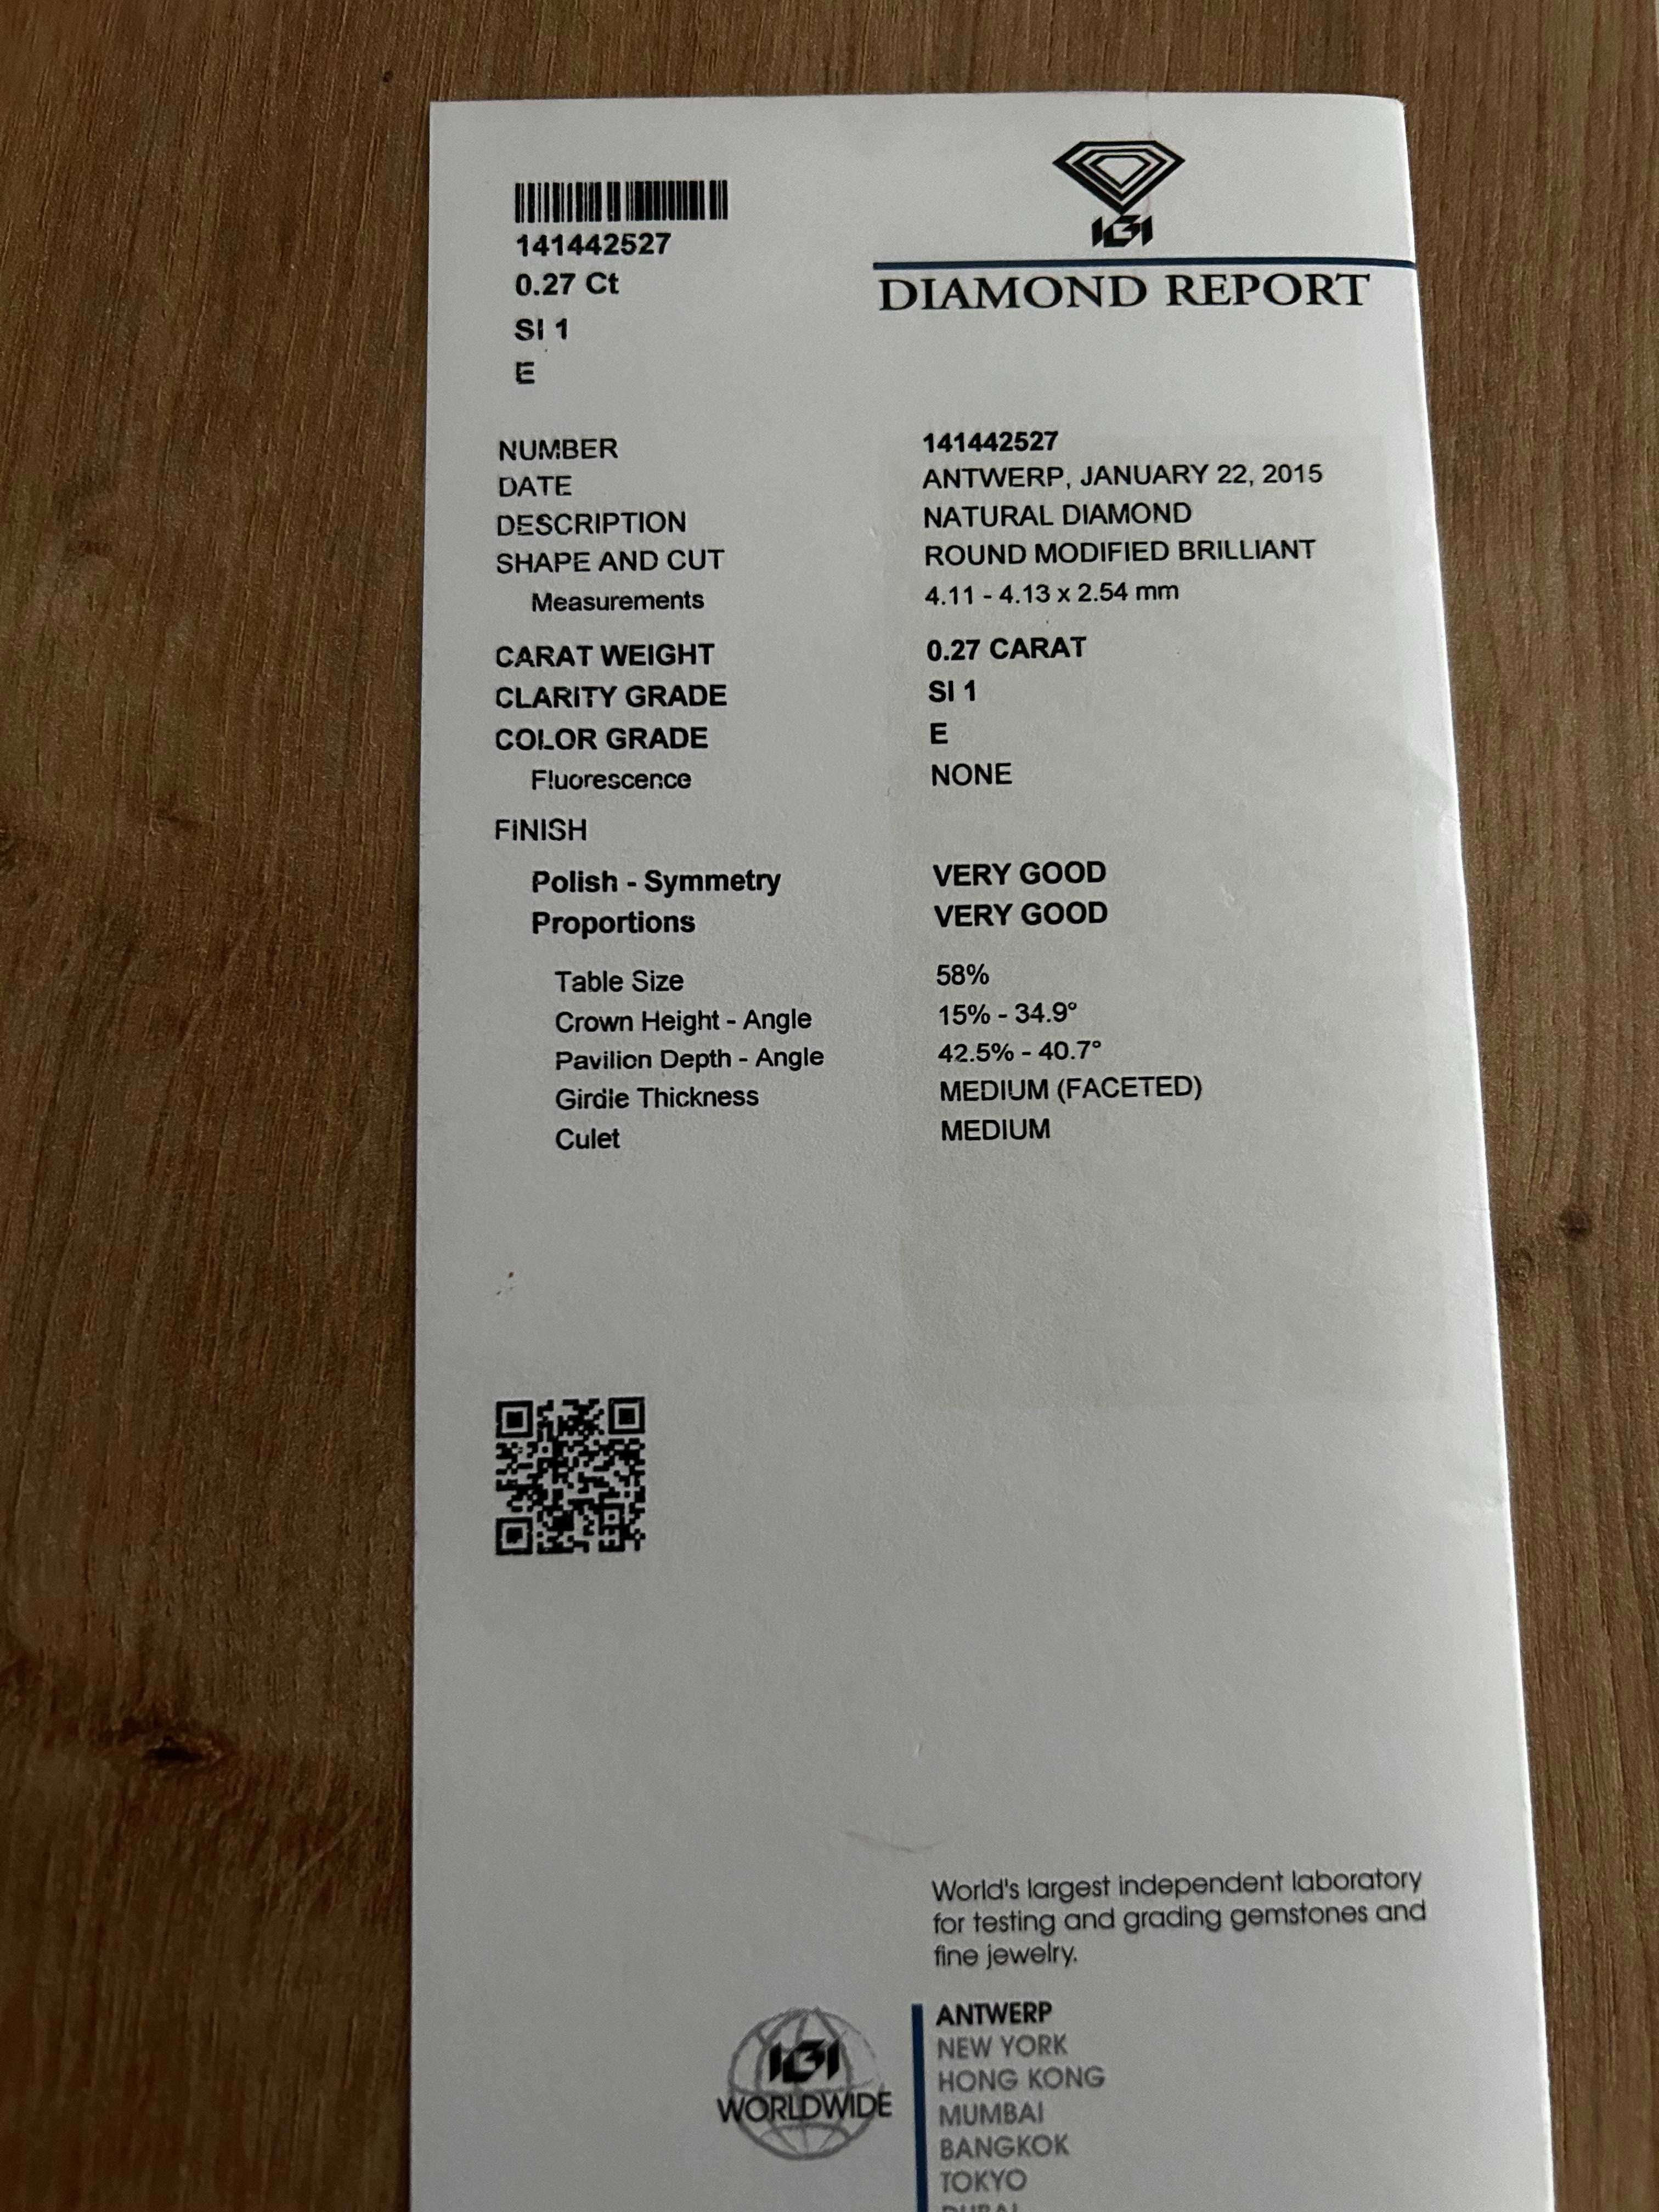 141442527
0.27 Ct
SI 1
E
IGI
DIAMOND REPORT
NUMBER 141442527
DATE ANTWERP, JANUARY 22, 2015
DESCRIPTION NATURAL DIAMOND
SHAPE AND CUT ROUND MODIFIED BRILLIANT
Measurements 4.11 - 4.13 x 2.54 mm
CARAT WEIGHT 0.27 CARAT
CLARITY GRADE SI 1
COLOR GRADE E
Fluorescence NONE
FINISH
Polish - Symmetry VERY GOOD
Proportions VERY GOOD
Table Size 58%
Crown Height - Angle 15% - 34.9°
Pavilion Depth - Angle 42.5% - 40.7°
Girdle Thickness MEDIUM (FACETED)
Culet MEDIUM
World's largest independent laboratory
for testing and grading gemstones and
fine jewelry.
IGI
WORLDWIDE
ANTWERP
NEW YORK
HONG KONG
MUMBAI
BANGKOK
TOKYO
DUBAI